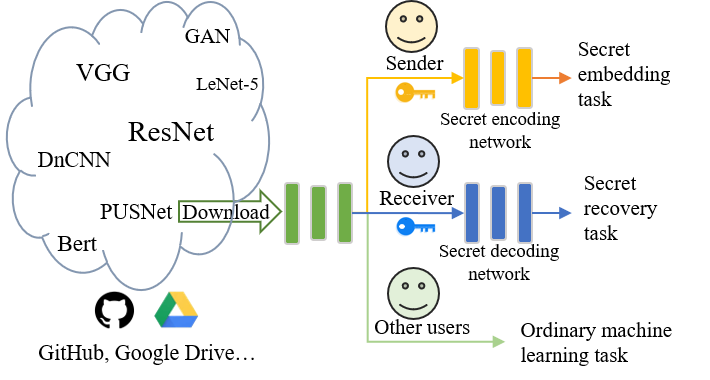 GAN
VGG
LeNet-5
ResNet
DnCNN
PUSNet
Download
Bert
GitHub, Google Drive…
Sender
Secret encoding
network
Secret
embedding
task
Receiver
Secret decoding
network
Secret
recovery
task
Other users
Ordinary machine
learning task